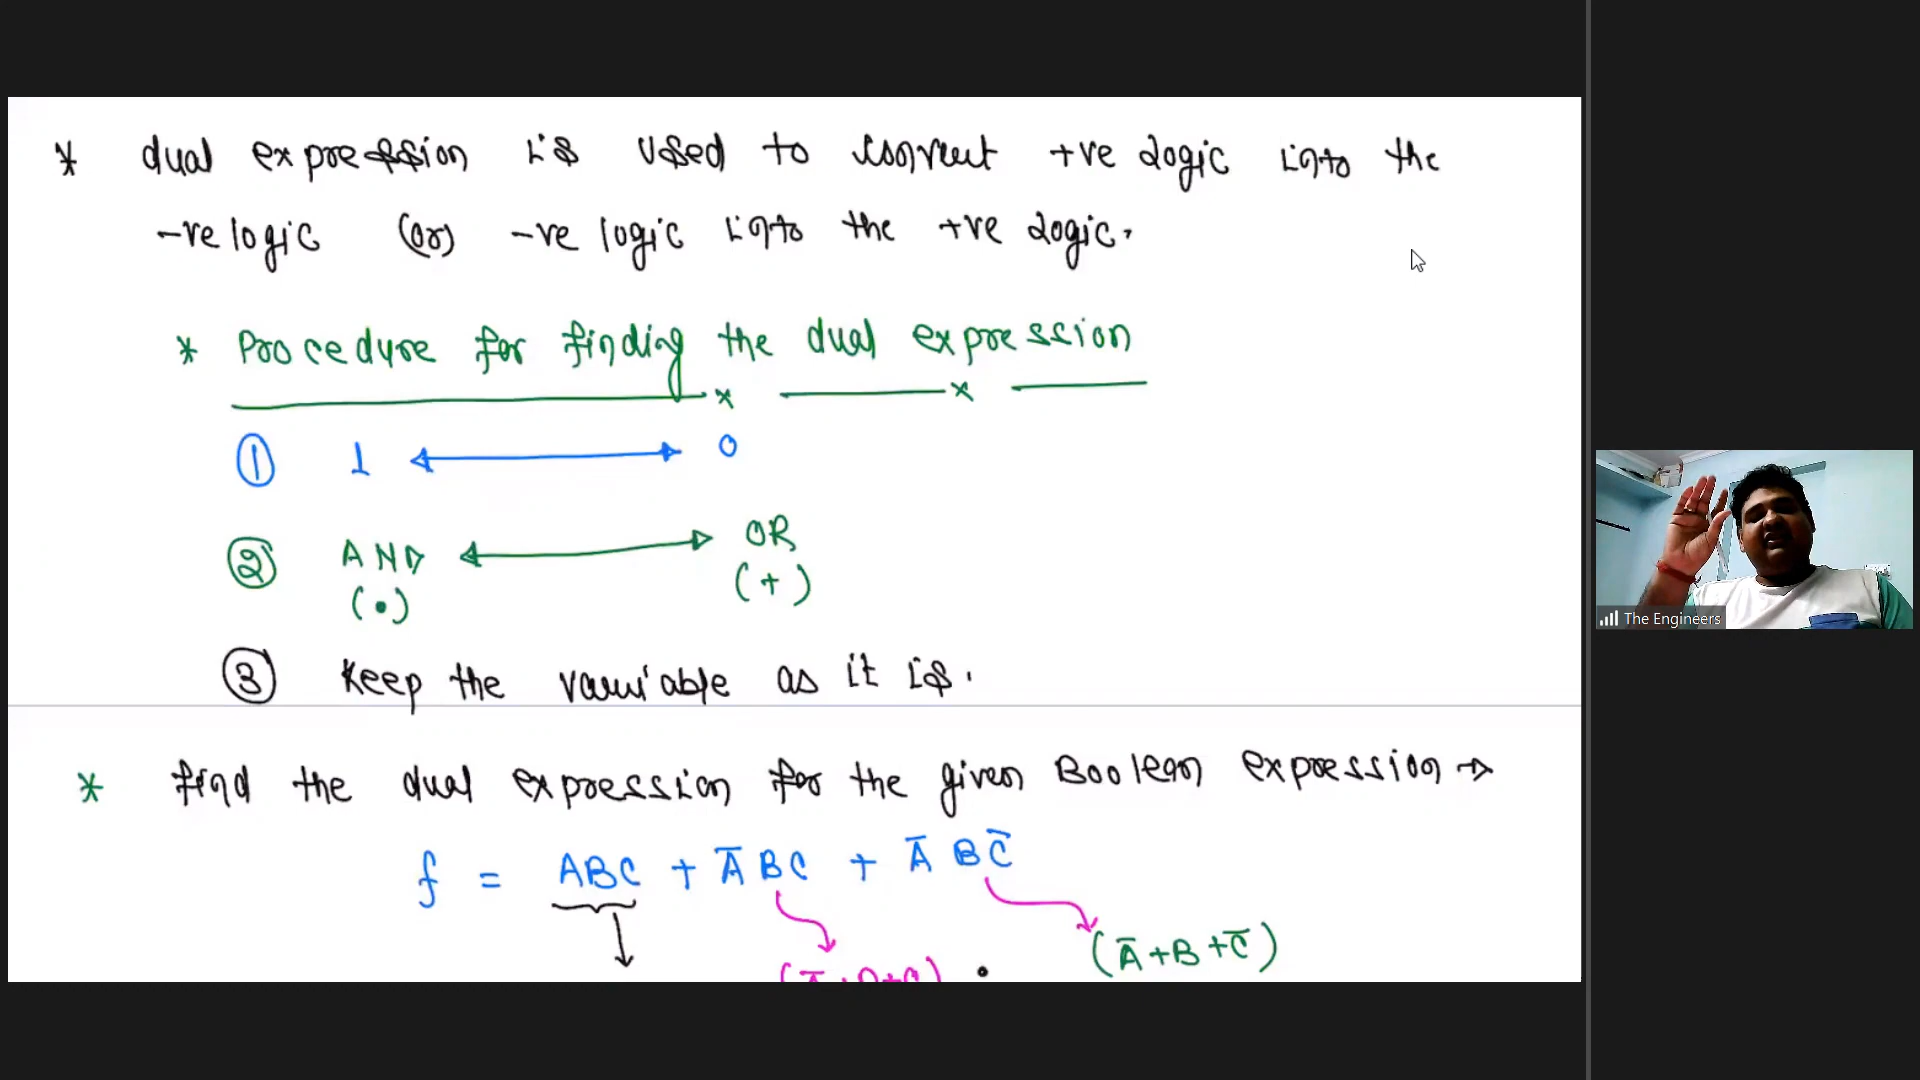 * dual expression is used to convert +ve logic into the
-ve logic (or) -ve logic into the +ve logic.
* Procedure for finding the dual expression
① 1 ↔ 0
② AND ↔ OR
(•) (+)
③ Keep the variable as it is.
* find the dual expression for the given Boolean expression →
f = ABC + A̅BC + A̅BC̅
(A̅+B+C̅)
(A̅+B+C) •
The Engineers